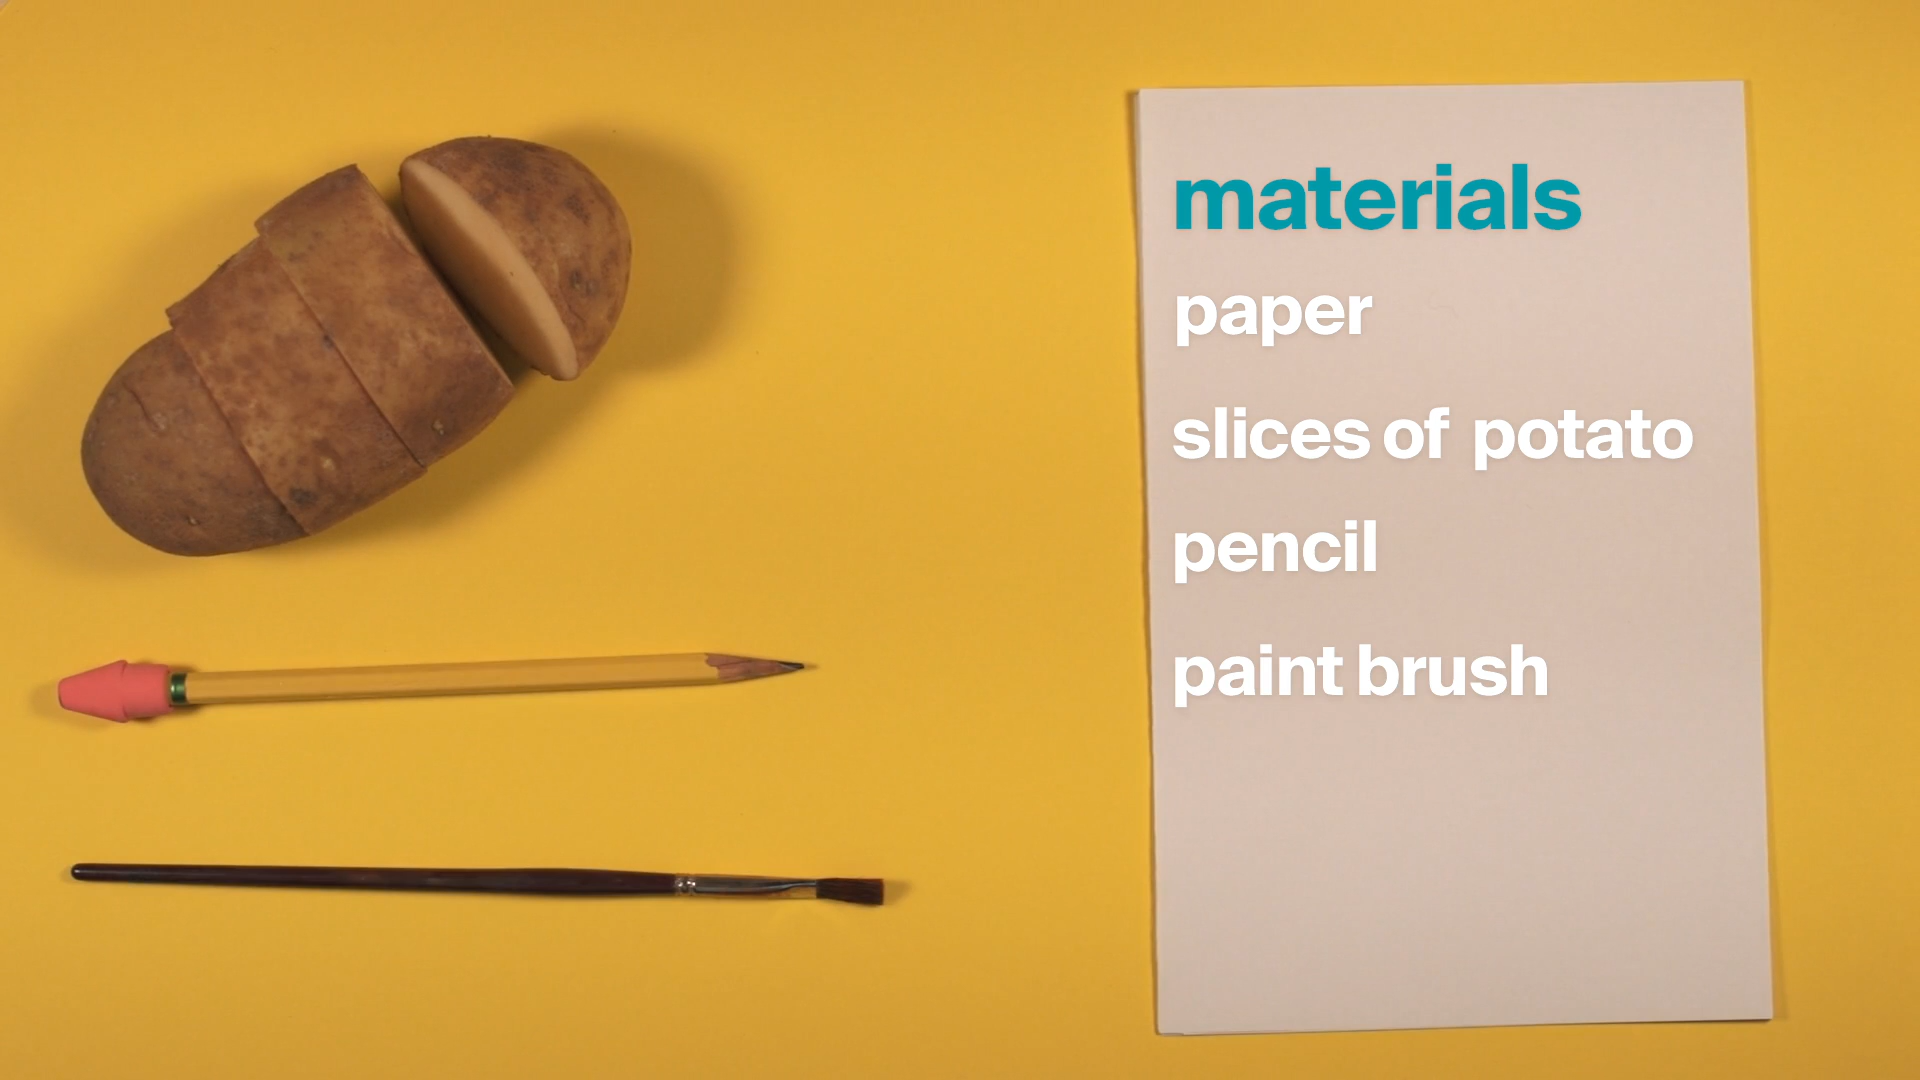 materials
paper
slices of potato
pencil
paint brush